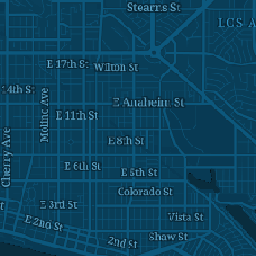 Stearns St
LOS A
E 17th St
Wilton St
14th St
E Anaheim St
Molino Ave
E 11th St
E 8th St
Cherry Ave
E 6th St
E 5th St
Colorado St
E 3rd St
Vista St
E 2nd St
2nd St
Shaw St